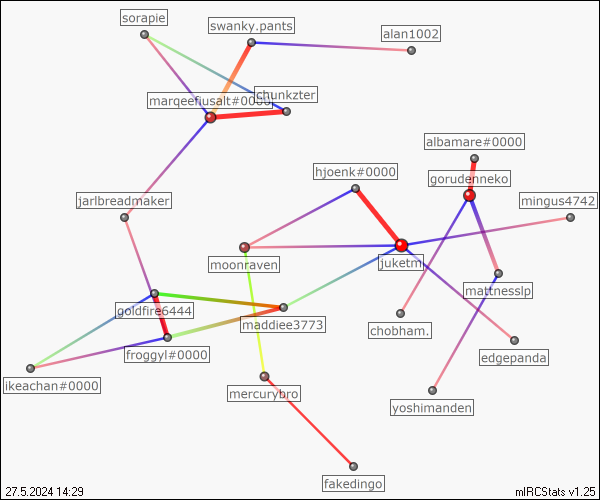 sorapie
swanky.pants
alan1002
chunkzter
marqeefiusalt#0000
albamare#0000
hjoenk#0000
gorudenneko
jarlbreadmaker
mingus4742
moonraven
juketm
mattnesslp
goldfire6444
maddiee3773
chobham.
froggyl#0000
edgepanda
ikeachan#0000
mercurybro
yoshimanden
fakedingo
27.5.2024 14:29
mIRCStats v1.25